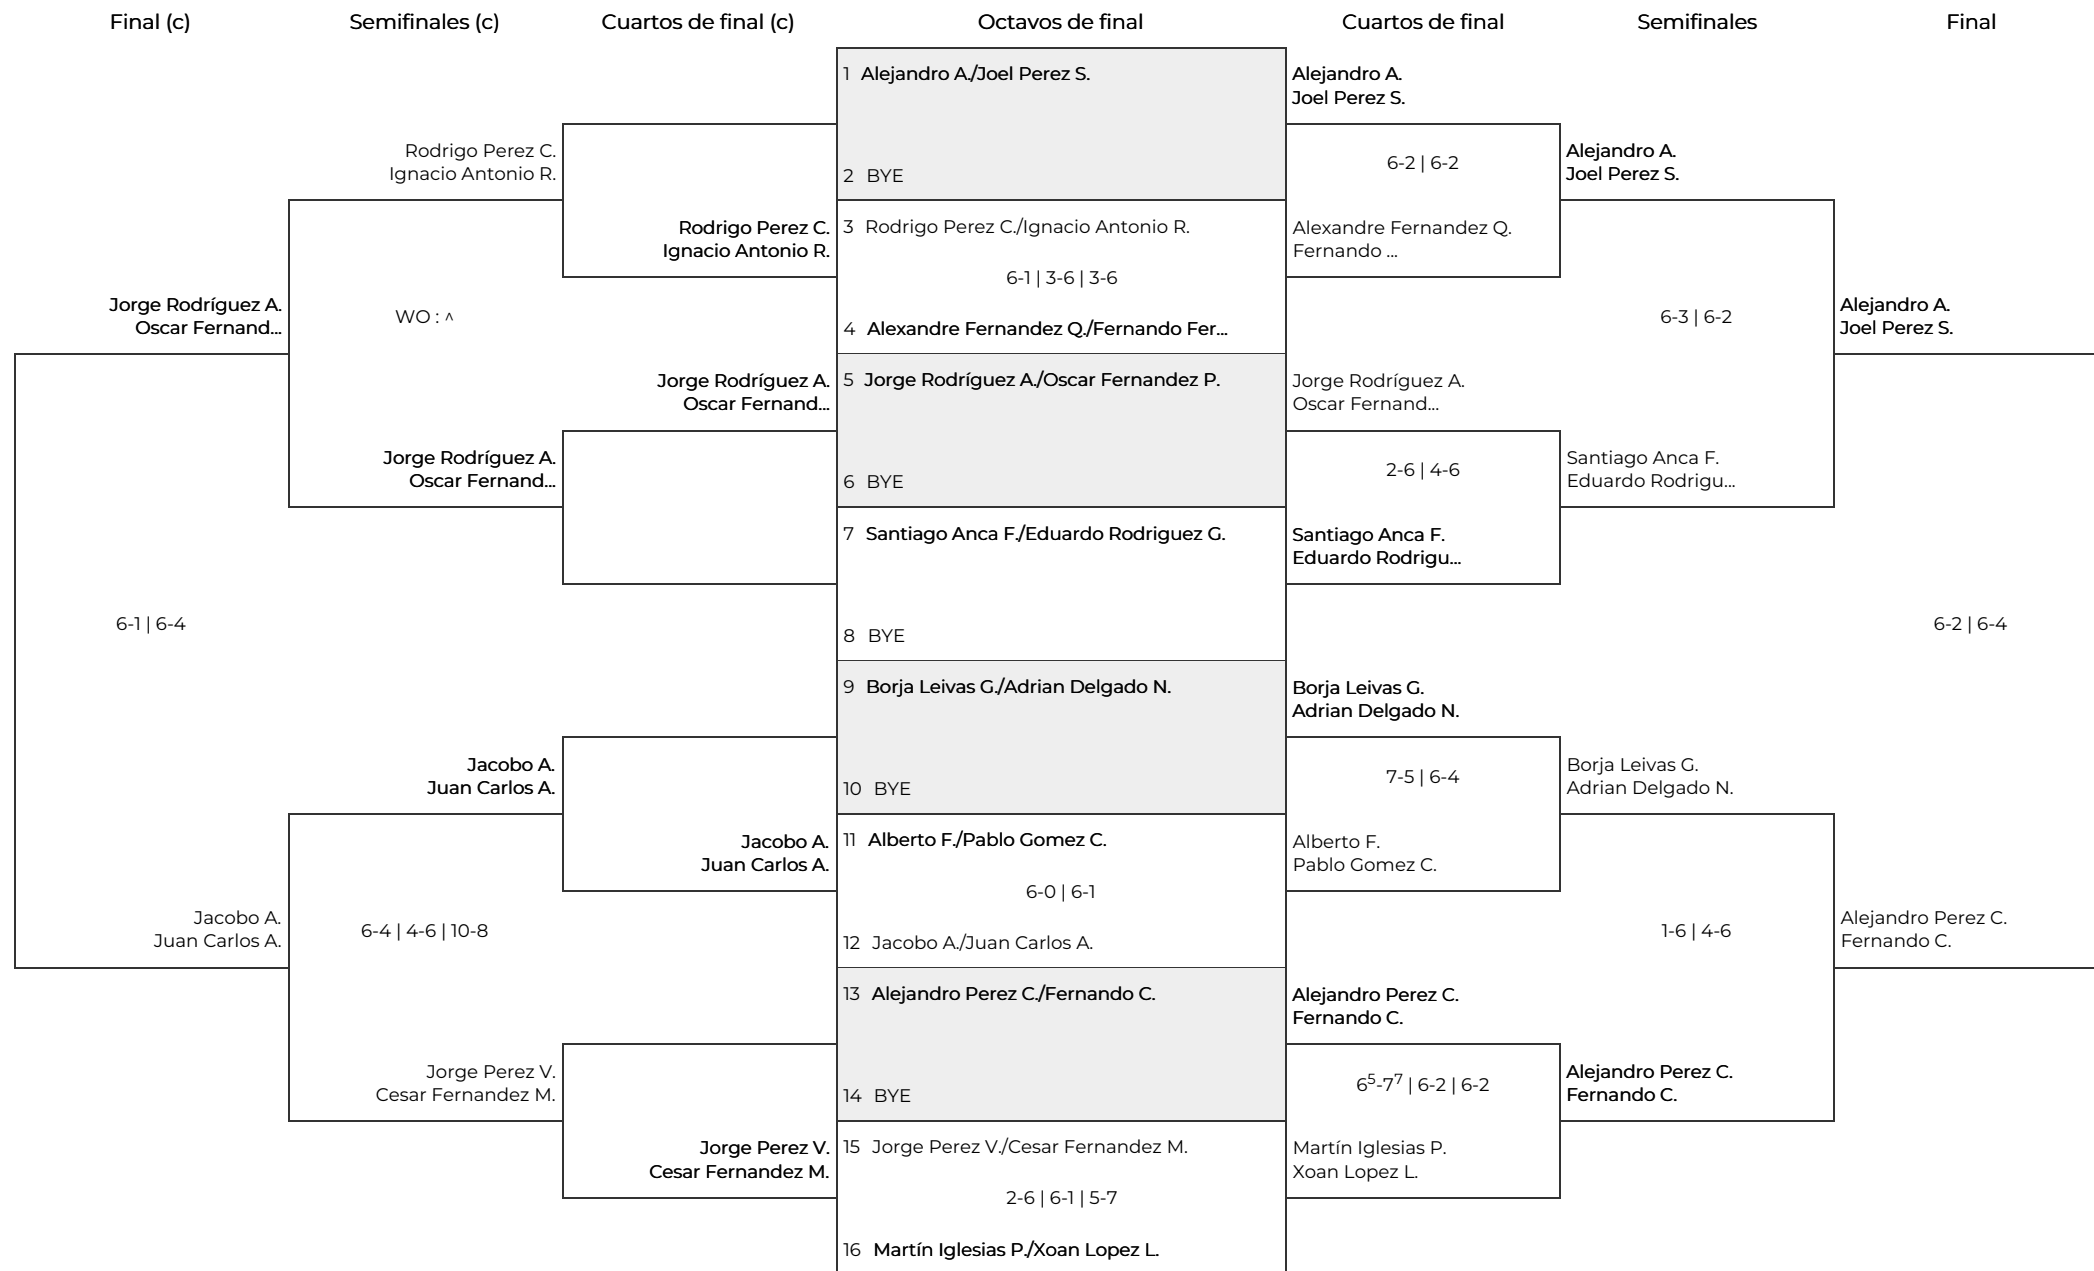 Final (c)
Semifinales (c)
Cuartos de final (c)
Octavos de final
Cuartos de final
Semifinales
Final
Jorge Rodríguez A.
Oscar Fernand...
6-1 | 6-4
Jacobo A.
Juan Carlos A.
Rodrigo Perez C.
Ignacio Antonio R.
WO : ^
Jorge Rodríguez A.
Oscar Fernand...
Jacobo A.
Juan Carlos A.
6-4 | 4-6 | 10-8
Jorge Perez V.
Cesar Fernandez M.
Rodrigo Perez C.
Ignacio Antonio R.
Jorge Rodríguez A.
Oscar Fernand...
Jacobo A.
Juan Carlos A.
Jorge Perez V.
Cesar Fernandez M.
1 Alejandro A./Joel Perez S.
2 BYE
3 Rodrigo Perez C./Ignacio Antonio R.
6-1 | 3-6 | 3-6
4 Alexandre Fernandez Q./Fernando Fer...
5 Jorge Rodríguez A./Oscar Fernandez P.
6 BYE
7 Santiago Anca F./Eduardo Rodriguez G.
8 BYE
9 Borja Leivas G./Adrian Delgado N.
10 BYE
11 Alberto F./Pablo Gomez C.
6-0 | 6-1
12 Jacobo A./Juan Carlos A.
13 Alejandro Perez C./Fernando C.
14 BYE
15 Jorge Perez V./Cesar Fernandez M.
2-6 | 6-1 | 5-7
16 Martín Iglesias P./Xoan Lopez L.
Alejandro A.
Joel Perez S.
6-2 | 6-2
Alexandre Fernandez Q.
Fernando ...
Jorge Rodríguez A.
Oscar Fernand...
2-6 | 4-6
Santiago Anca F.
Eduardo Rodrigu...
Borja Leivas G.
Adrian Delgado N.
7-5 | 6-4
Alberto F.
Pablo Gomez C.
Alejandro Perez C.
Fernando C.
6⁵-7⁷ | 6-2 | 6-2
Martín Iglesias P.
Xoan Lopez L.
Alejandro A.
Joel Perez S.
6-3 | 6-2
Santiago Anca F.
Eduardo Rodrigu...
Borja Leivas G.
Adrian Delgado N.
1-6 | 4-6
Alejandro Perez C.
Fernando C.
Alejandro A.
Joel Perez S.
6-2 | 6-4
Alejandro Perez C.
Fernando C.